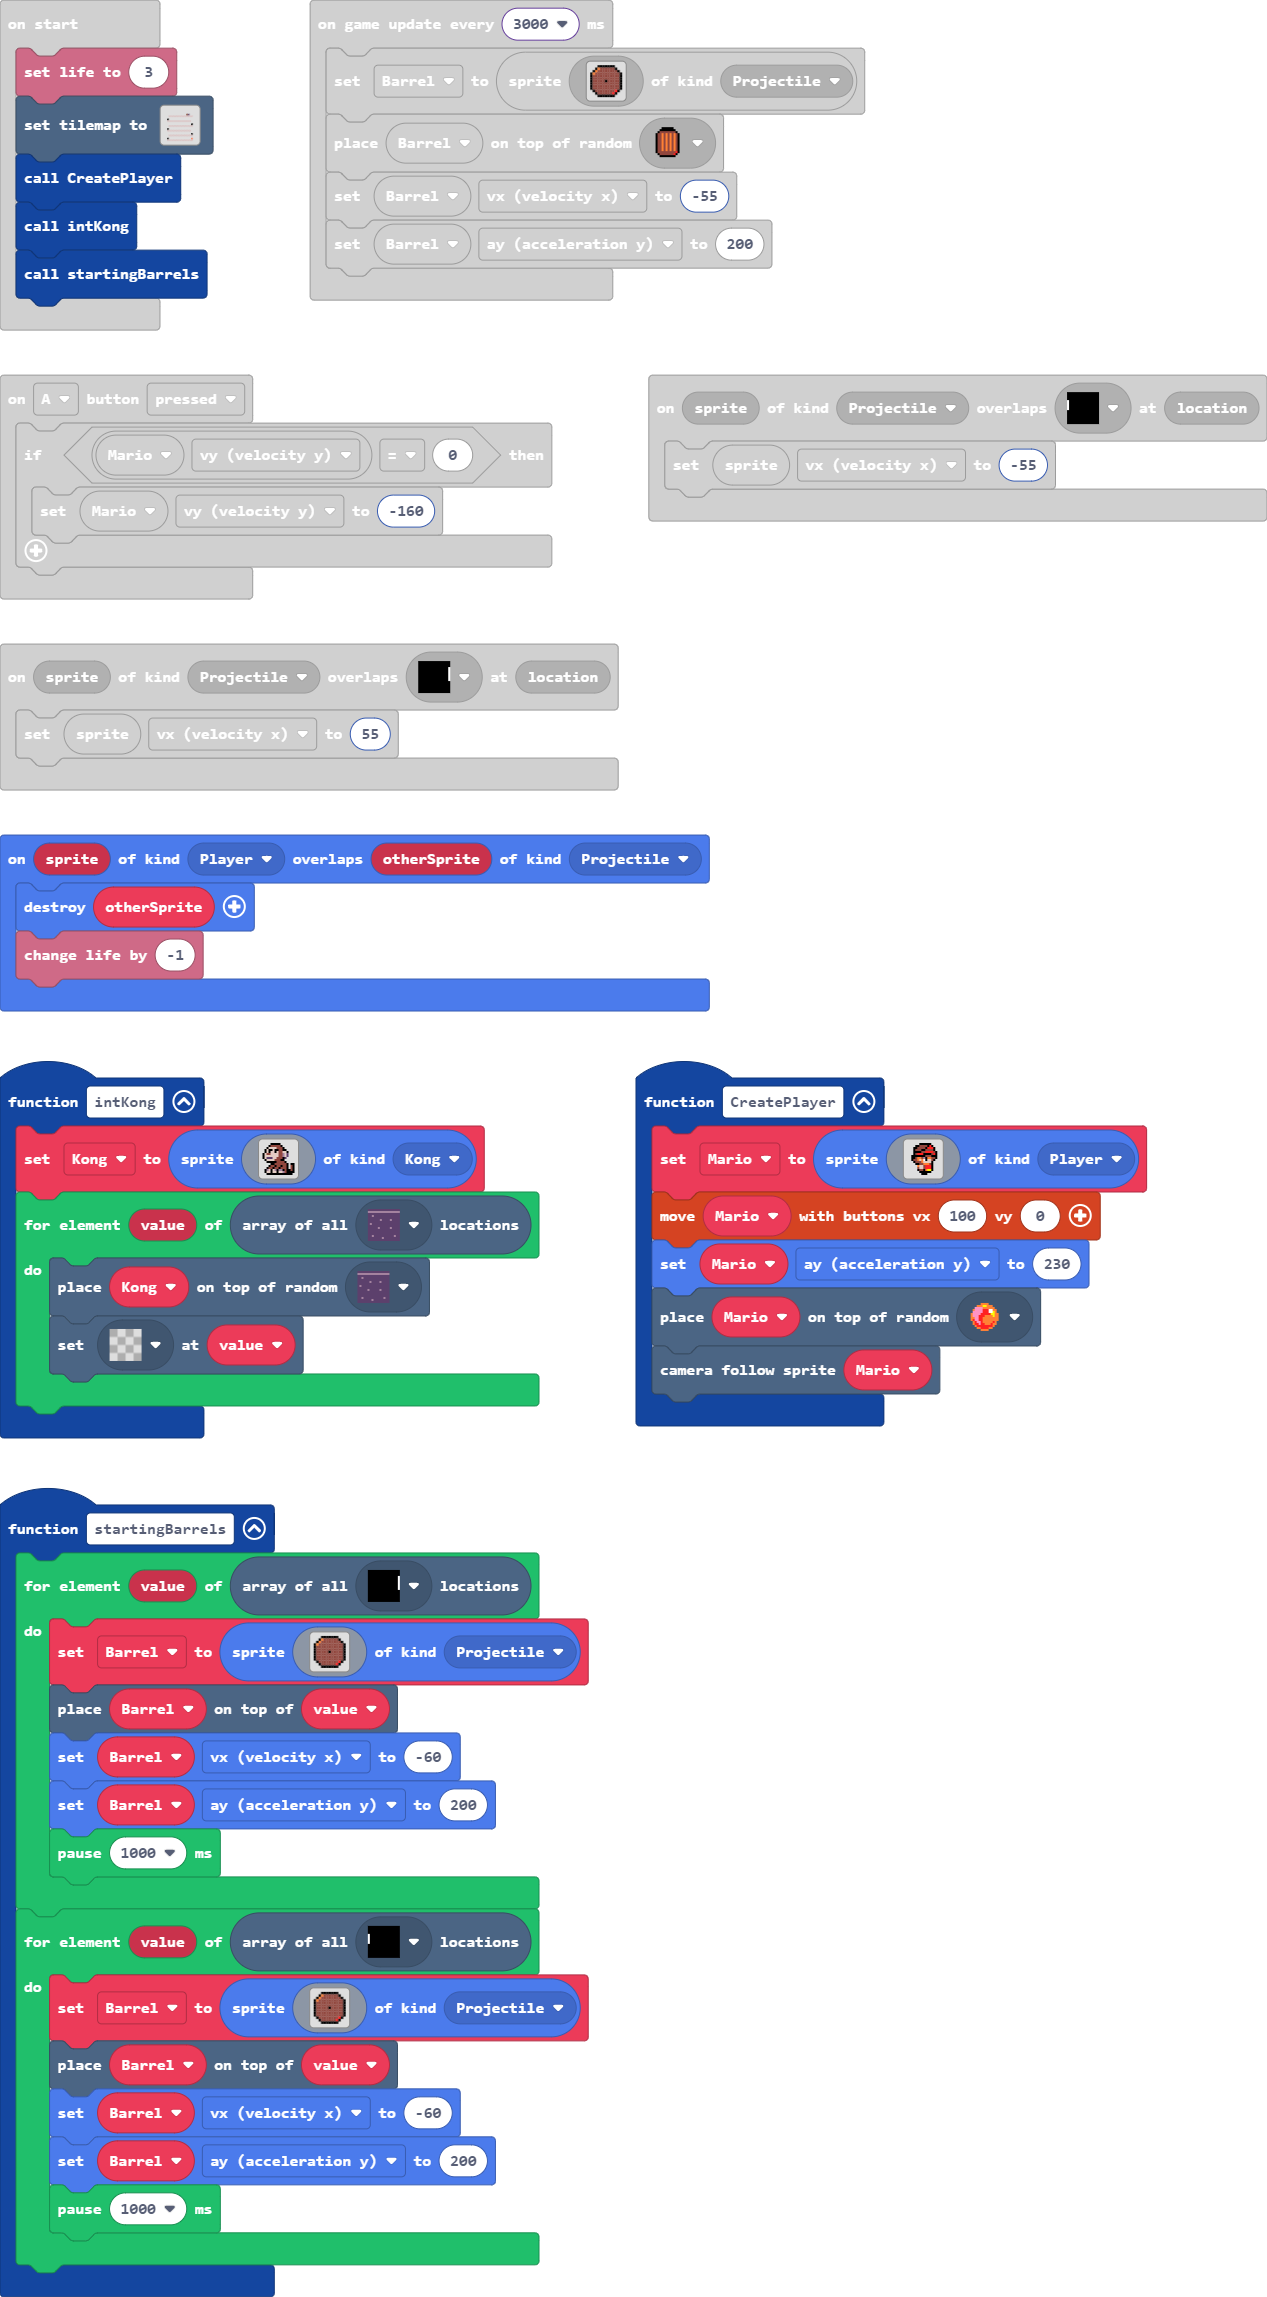 on start
set life to 3
set tilemap to
call CreatePlayer
call intKong
call startingBarrels
on game update every 3000 ms
set Barrel to sprite of kind Projectile
place Barrel on top of random
set Barrel vx (velocity x) to -55
set Barrel ay (acceleration y) to 200
on A button pressed
if Mario vy (velocity y) = 0 then
set Mario vy (velocity y) to -160
on sprite of kind Projectile overlaps at location
set sprite vx (velocity x) to -55
on sprite of kind Projectile overlaps at location
set sprite vx (velocity x) to 55
on sprite of kind Player overlaps otherSprite of kind Projectile
destroy otherSprite
change life by -1
function intKong
set Kong to sprite of kind Kong
for element value of array of all locations
do
place Kong on top of random
set at value
function CreatePlayer
set Mario to sprite of kind Player
move Mario with buttons vx 100 vy 0
set Mario ay (acceleration y) to 230
place Mario on top of random
camera follow sprite Mario
function startingBarrels
for element value of array of all locations
do
set Barrel to sprite of kind Projectile
place Barrel on top of value
set Barrel vx (velocity x) to -60
set Barrel ay (acceleration y) to 200
pause 1000 ms
for element value of array of all locations
do
set Barrel to sprite of kind Projectile
place Barrel on top of value
set Barrel vx (velocity x) to -60
set Barrel ay (acceleration y) to 200
pause 1000 ms